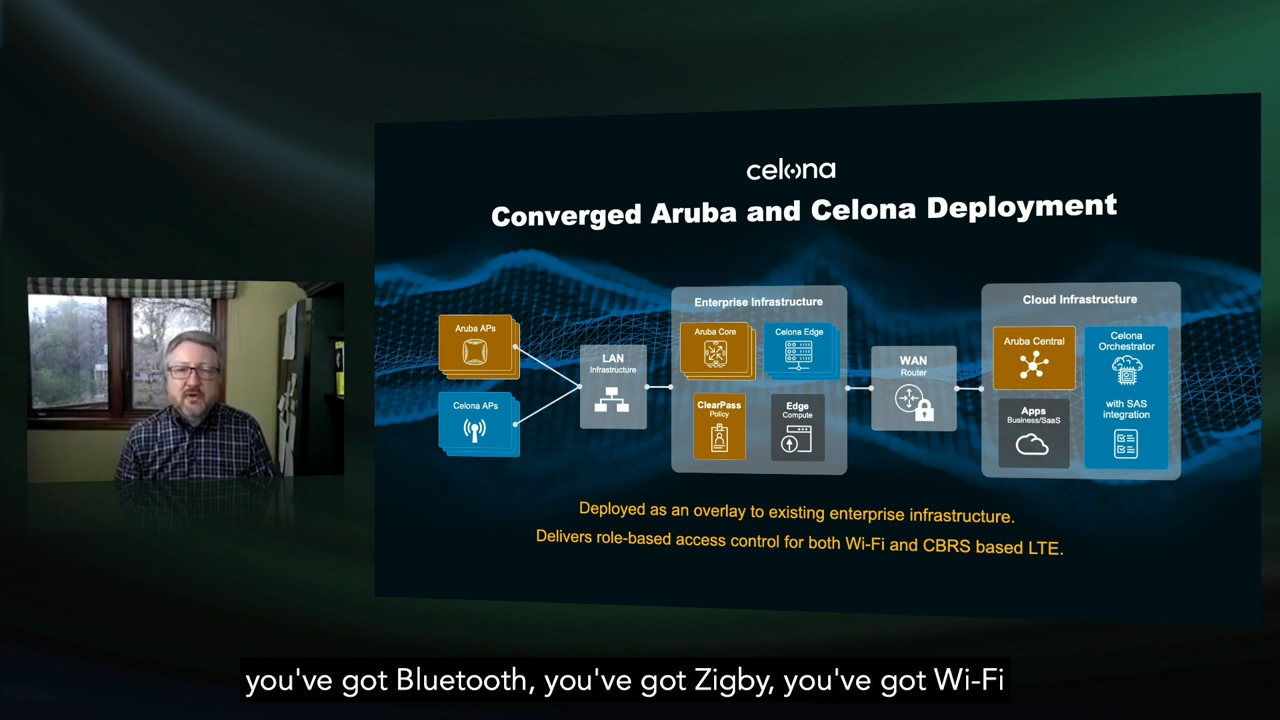 celona
Converged Aruba and Celona Deployment
Aruba APs
Celona APs
LAN
Infrastructure
Enterprise Infrastructure
Aruba Core
Celona Edge
ClearPass
Policy
Edge
Compute
WAN
Router
Cloud Infrastructure
Aruba Central
Apps
Business/SaaS
Celona
Orchestrator
with SAS
integration
Deployed as an overlay to existing enterprise infrastructure.
Delivers role-based access control for both Wi-Fi and CBRS based LTE.
you've got Bluetooth, you've got Zigby, you've got Wi-Fi